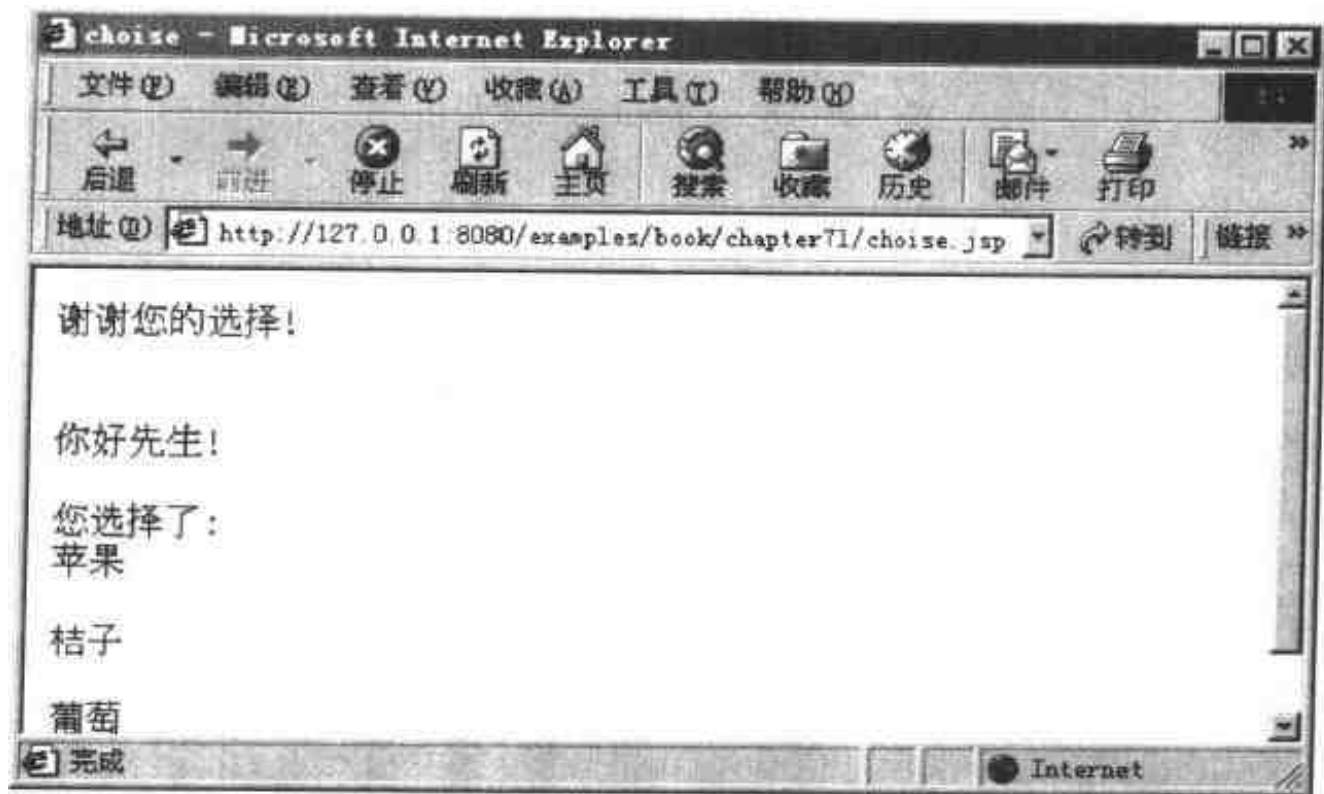 choise - Microsoft Internet Explorer
文件(F) 编辑(E) 查看(V) 收藏(A) 工具(T) 帮助(H)
后退 前进 停止 刷新 主页 搜索 收藏 历史 邮件 打印
地址(D) http://127.0.0.1:8080/examples/book/chapter71/choise.jsp 转到 链接
谢谢您的选择!
你好先生!
您选择了:
苹果
桔子
葡萄
完成 Internet